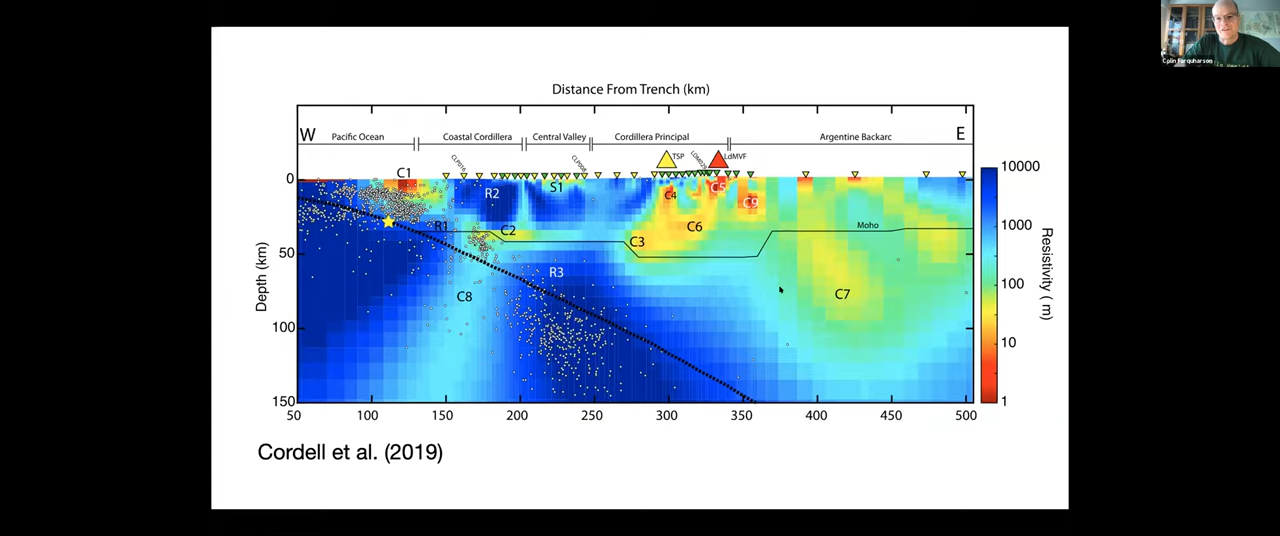 Colin Farquharson
Distance From Trench (km)
W
Pacific Ocean
Coastal Cordillera
Central Valley
Cordillera Principal
Argentine Backarc
E
TSP
LdMVF
C1
R2
S1
C4
C5
C9
R1
C2
C3
C6
Moho
R3
C8
C7
0
50
100
150
Depth (km)
50 100 150 200 250 300 350 400 450 500
10000
1000
100
10
1
Resistivity ( m)
Cordell et al. (2019)